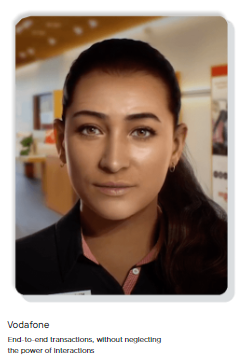 Vodafone
End-to-end transactions, without neglecting
the power of interactions